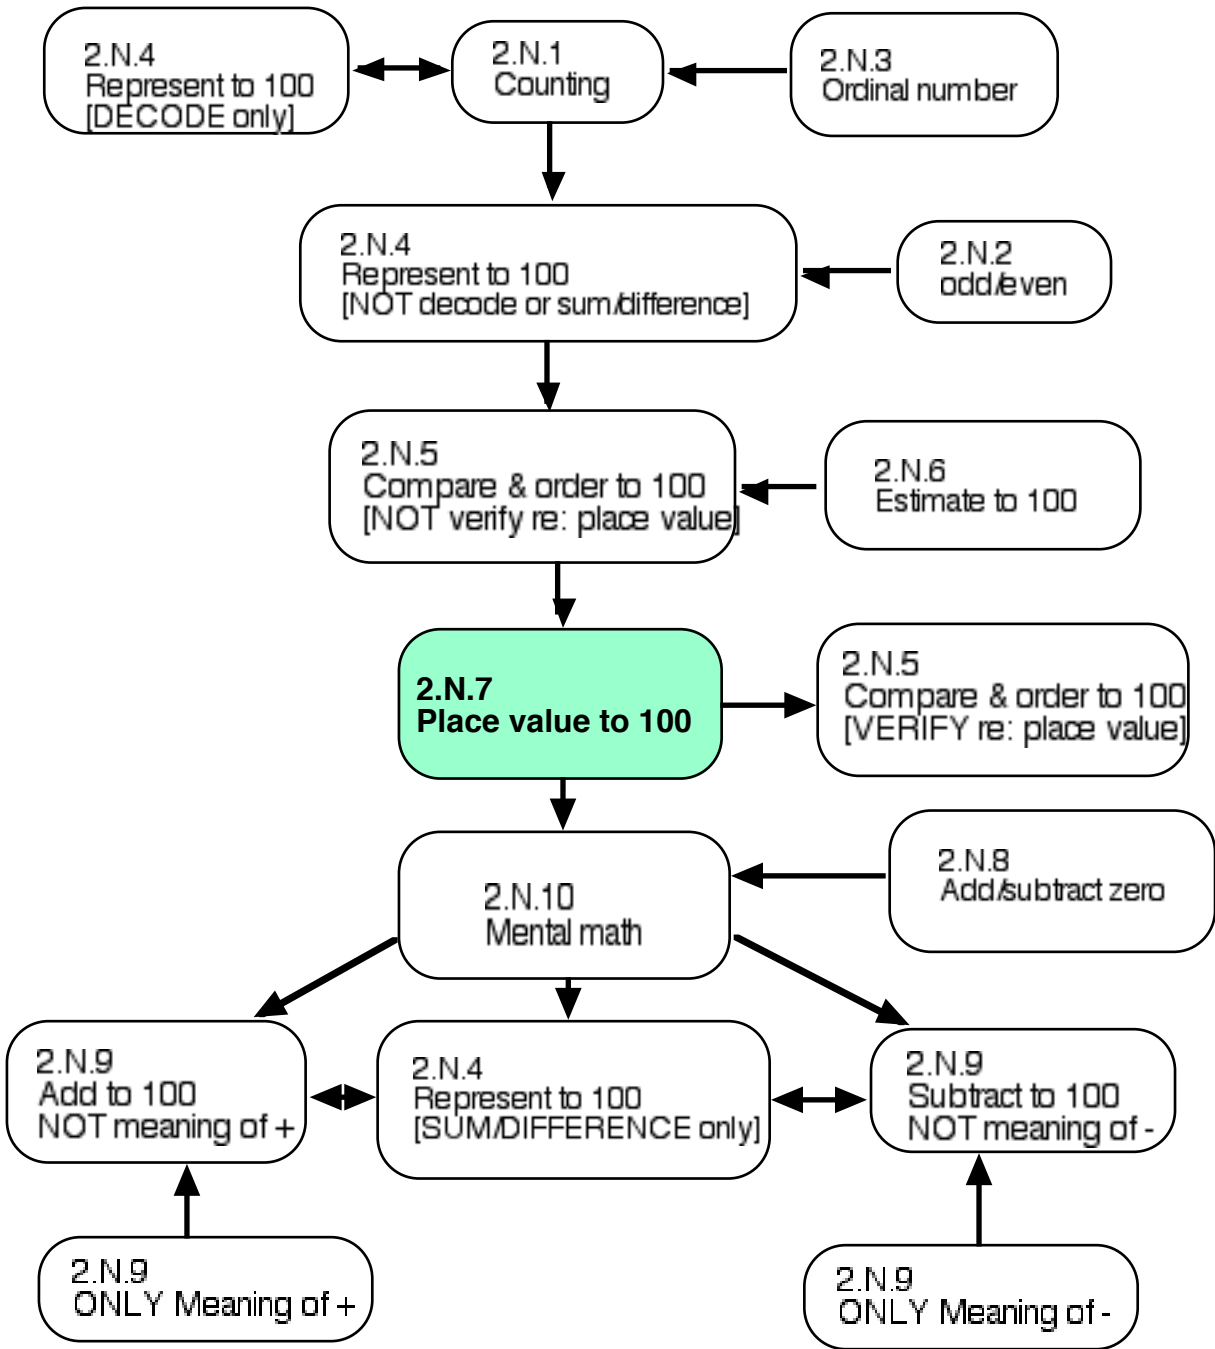 2.N.4
Represent to 100
[DECODE only]
2.N.1
Counting
2.N.3
Ordinal number
2.N.4
Represent to 100
[NOT decode or sum/difference]
2.N.2
odd/even
2.N.5
Compare & order to 100
[NOT verify re: place value]
2.N.6
Estimate to 100
2.N.7
Place value to 100
2.N.5
Compare & order to 100
[VERIFY re: place value]
2.N.10
Mental math
2.N.8
Add/subtract zero
2.N.9
Add to 100
NOT meaning of +
2.N.4
Represent to 100
[SUM/DIFFERENCE only]
2.N.9
Subtract to 100
NOT meaning of -
2.N.9
ONLY Meaning of +
2.N.9
ONLY Meaning of -